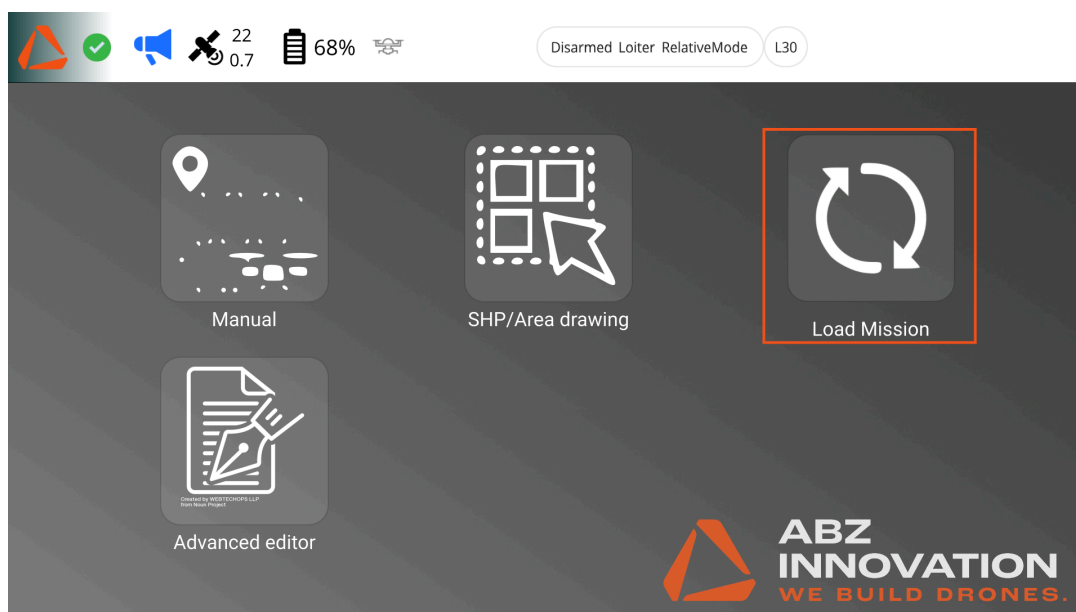 22
0.7
68%
Disarmed Loiter RelativeMode
L30
Manual
SHP/Area drawing
Load Mission
Created by WEBTECHOPS LLP
from Noun Project
Advanced editor
ABZ
INNOVATION
WE BUILD DRONES.